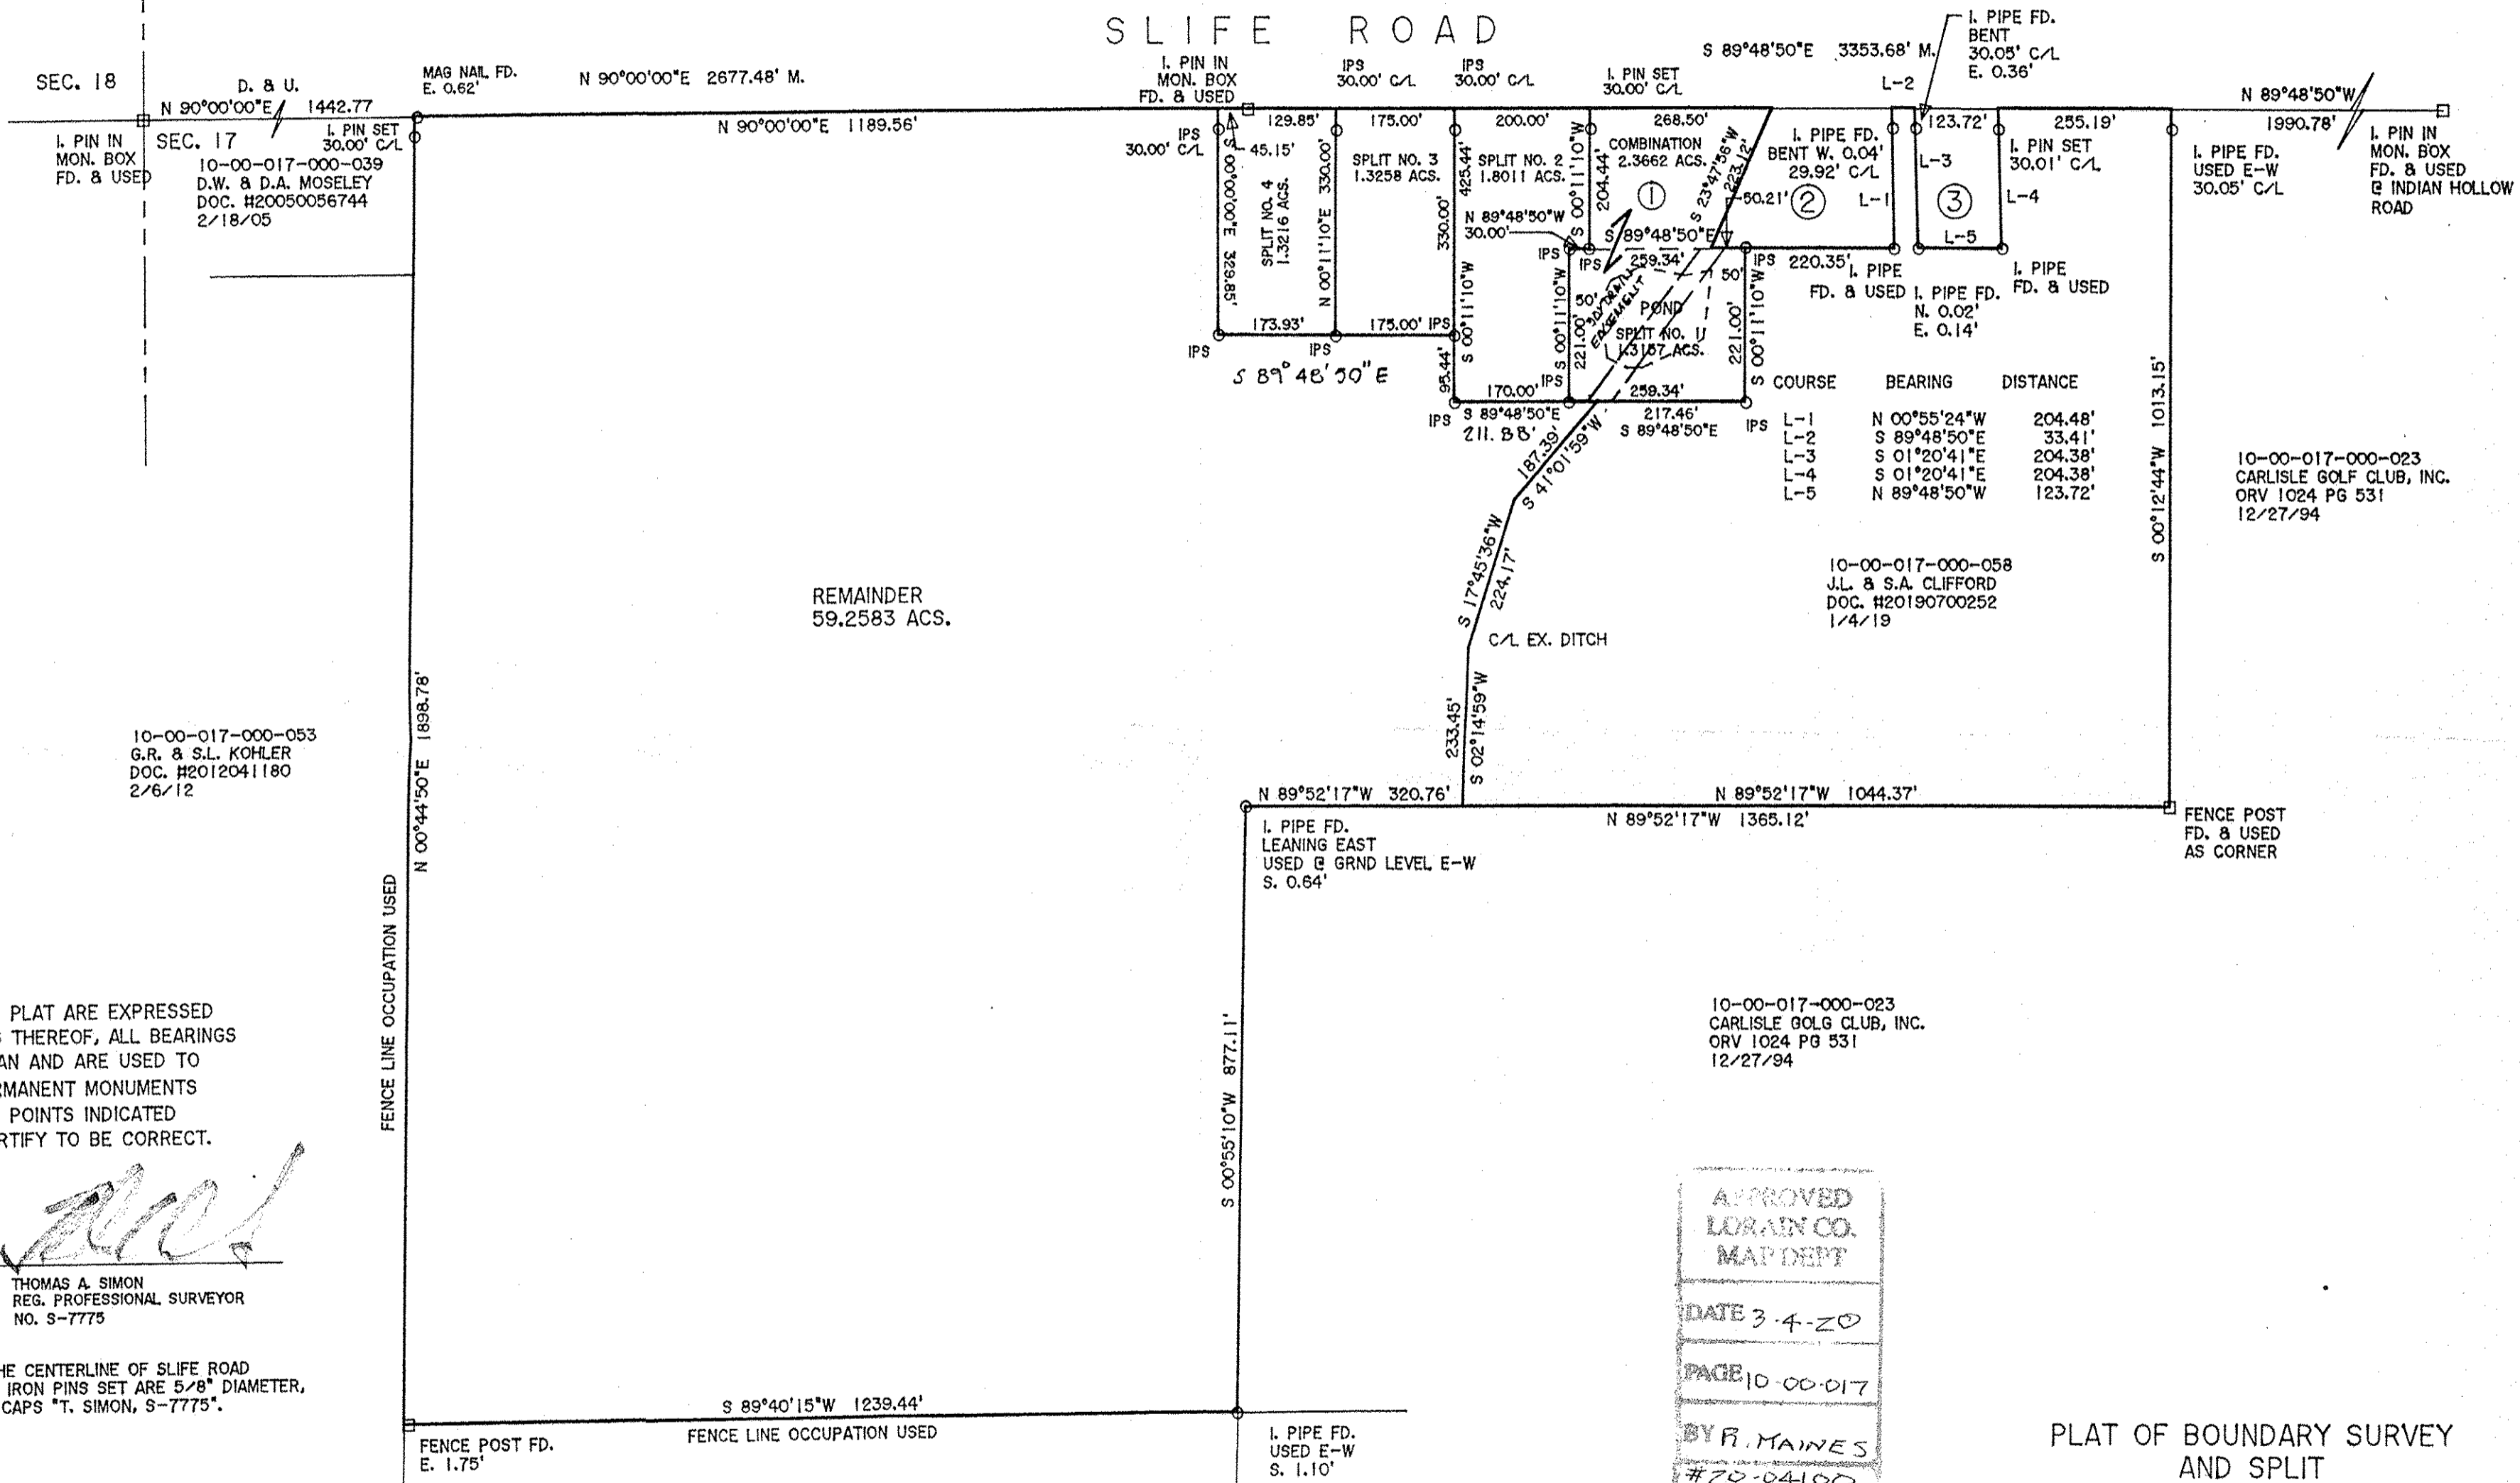 SLIFE ROAD
SEC. 18
D. & U.
N 90°00'00"E 1442.77
I. PIN IN
MON. BOX
FD. & USED
SEC. 17
I. PIN SET
30.00' C/L
10-00-017-000-039
D.W. & D.A. MOSELEY
DOC. #20050056744
2/18/05
MAG NAIL FD.
E. 0.62'
N 90°00'00"E 2677.48' M.
N 90°00'00"E 1189.56'
I. PIN IN
MON. BOX
FD. & USED
IPS
30.00' C/L
IPS
30.00' C/L
IPS
30.00' C/L
I. PIN SET
30.00' C/L
S 89°48'50"E 3353.68' M.
L-2
I. PIPE FD.
BENT
30.05' C/L
E. 0.36'
N 89°48'50"W
1990.78'
I. PIN IN
MON. BOX
FD. & USED
@ INDIAN HOLLOW
ROAD
129.85'
175.00'
200.00'
268.50'
123.72'
255.19'
45.15'
S 00°00'00"E 329.85'
SPLIT NO. 4
1.3216 ACS.
N 00°11'10"E 330.00'
SPLIT NO. 3
1.3258 ACS.
425.44'
330.00'
S 00°11'10"W
95.44'
SPLIT NO. 2
1.8011 ACS.
S 00°11'10"W
204.44'
COMBINATION
2.3662 ACS.
1
S 23°47'56"W
223.12'
50.21'
I. PIPE FD.
BENT W. 0.04'
29.92' C/L
2
L-1
L-3
3
L-4
L-5
I. PIN SET
30.01' C/L
I. PIPE FD.
USED E-W
30.05' C/L
N 89°48'50"W
30.00'
S 89°48'50"E
IPS
IPS
259.34'
IPS
220.35'
I. PIPE
FD. & USED
I. PIPE FD.
N. 0.02'
E. 0.14'
I. PIPE
FD. & USED
173.93'
175.00'
IPS
IPS
IPS
S 89°48'50"E
S 00°11'10"W
221.00'
50'
DRAIN
EASEMENT
50'
POND
SPLIT NO. 1
1.3157 ACS.
221.00'
S 00°11'10"W
IPS
170.00'
259.34'
IPS
S 89°48'50"E
211.88'
217.46'
S 89°48'50"E
IPS
COURSE BEARING DISTANCE
L-1 N 00°55'24"W 204.48'
L-2 S 89°48'50"E 33.41'
L-3 S 01°20'41"E 204.38'
L-4 S 01°20'41"E 204.38'
L-5 N 89°48'50"W 123.72'
187.39'
S 41°01'59"W
S 17°45'36"W
224.17'
C/L EX. DITCH
233.45'
S 02°14'59"W
S 00°12'44"W 1013.15'
10-00-017-000-023
CARLISLE GOLF CLUB, INC.
ORV 1024 PG 531
12/27/94
10-00-017-000-058
J.L. & S.A. CLIFFORD
DOC. #20190700252
1/4/19
REMAINDER
59.2583 ACS.
10-00-017-000-053
G.R. & S.L. KOHLER
DOC. #2012041180
2/6/12
N 00°44'50"E 1898.78'
FENCE LINE OCCUPATION USED
N 89°52'17"W 320.76'
N 89°52'17"W 1044.37'
N 89°52'17"W 1365.12'
I. PIPE FD.
LEANING EAST
USED @ GRND LEVEL E-W
S. 0.64'
FENCE POST
FD. & USED
AS CORNER
S 00°55'10"W 877.11'
10-00-017-000-023
CARLISLE GOLG CLUB, INC.
ORV 1024 PG 531
12/27/94
PLAT ARE EXPRESSED
THEREOF, ALL BEARINGS
AN AND ARE USED TO
RMANENT MONUMENTS
POINTS INDICATED
RTIFY TO BE CORRECT.
THOMAS A. SIMON
REG. PROFESSIONAL SURVEYOR
NO. S-7775
HE CENTERLINE OF SLIFE ROAD
IRON PINS SET ARE 5/8" DIAMETER,
CAPS "T. SIMON, S-7775".
S 89°40'15"W 1239.44'
FENCE LINE OCCUPATION USED
FENCE POST FD.
E. 1.75'
I. PIPE FD.
USED E-W
S. 1.10'
APPROVED
LORAIN CO.
MAP DEPT
DATE 3-4-20
PAGE 10-00-017
BY R. MAINES
#20-04100
PLAT OF BOUNDARY SURVEY
AND SPLIT